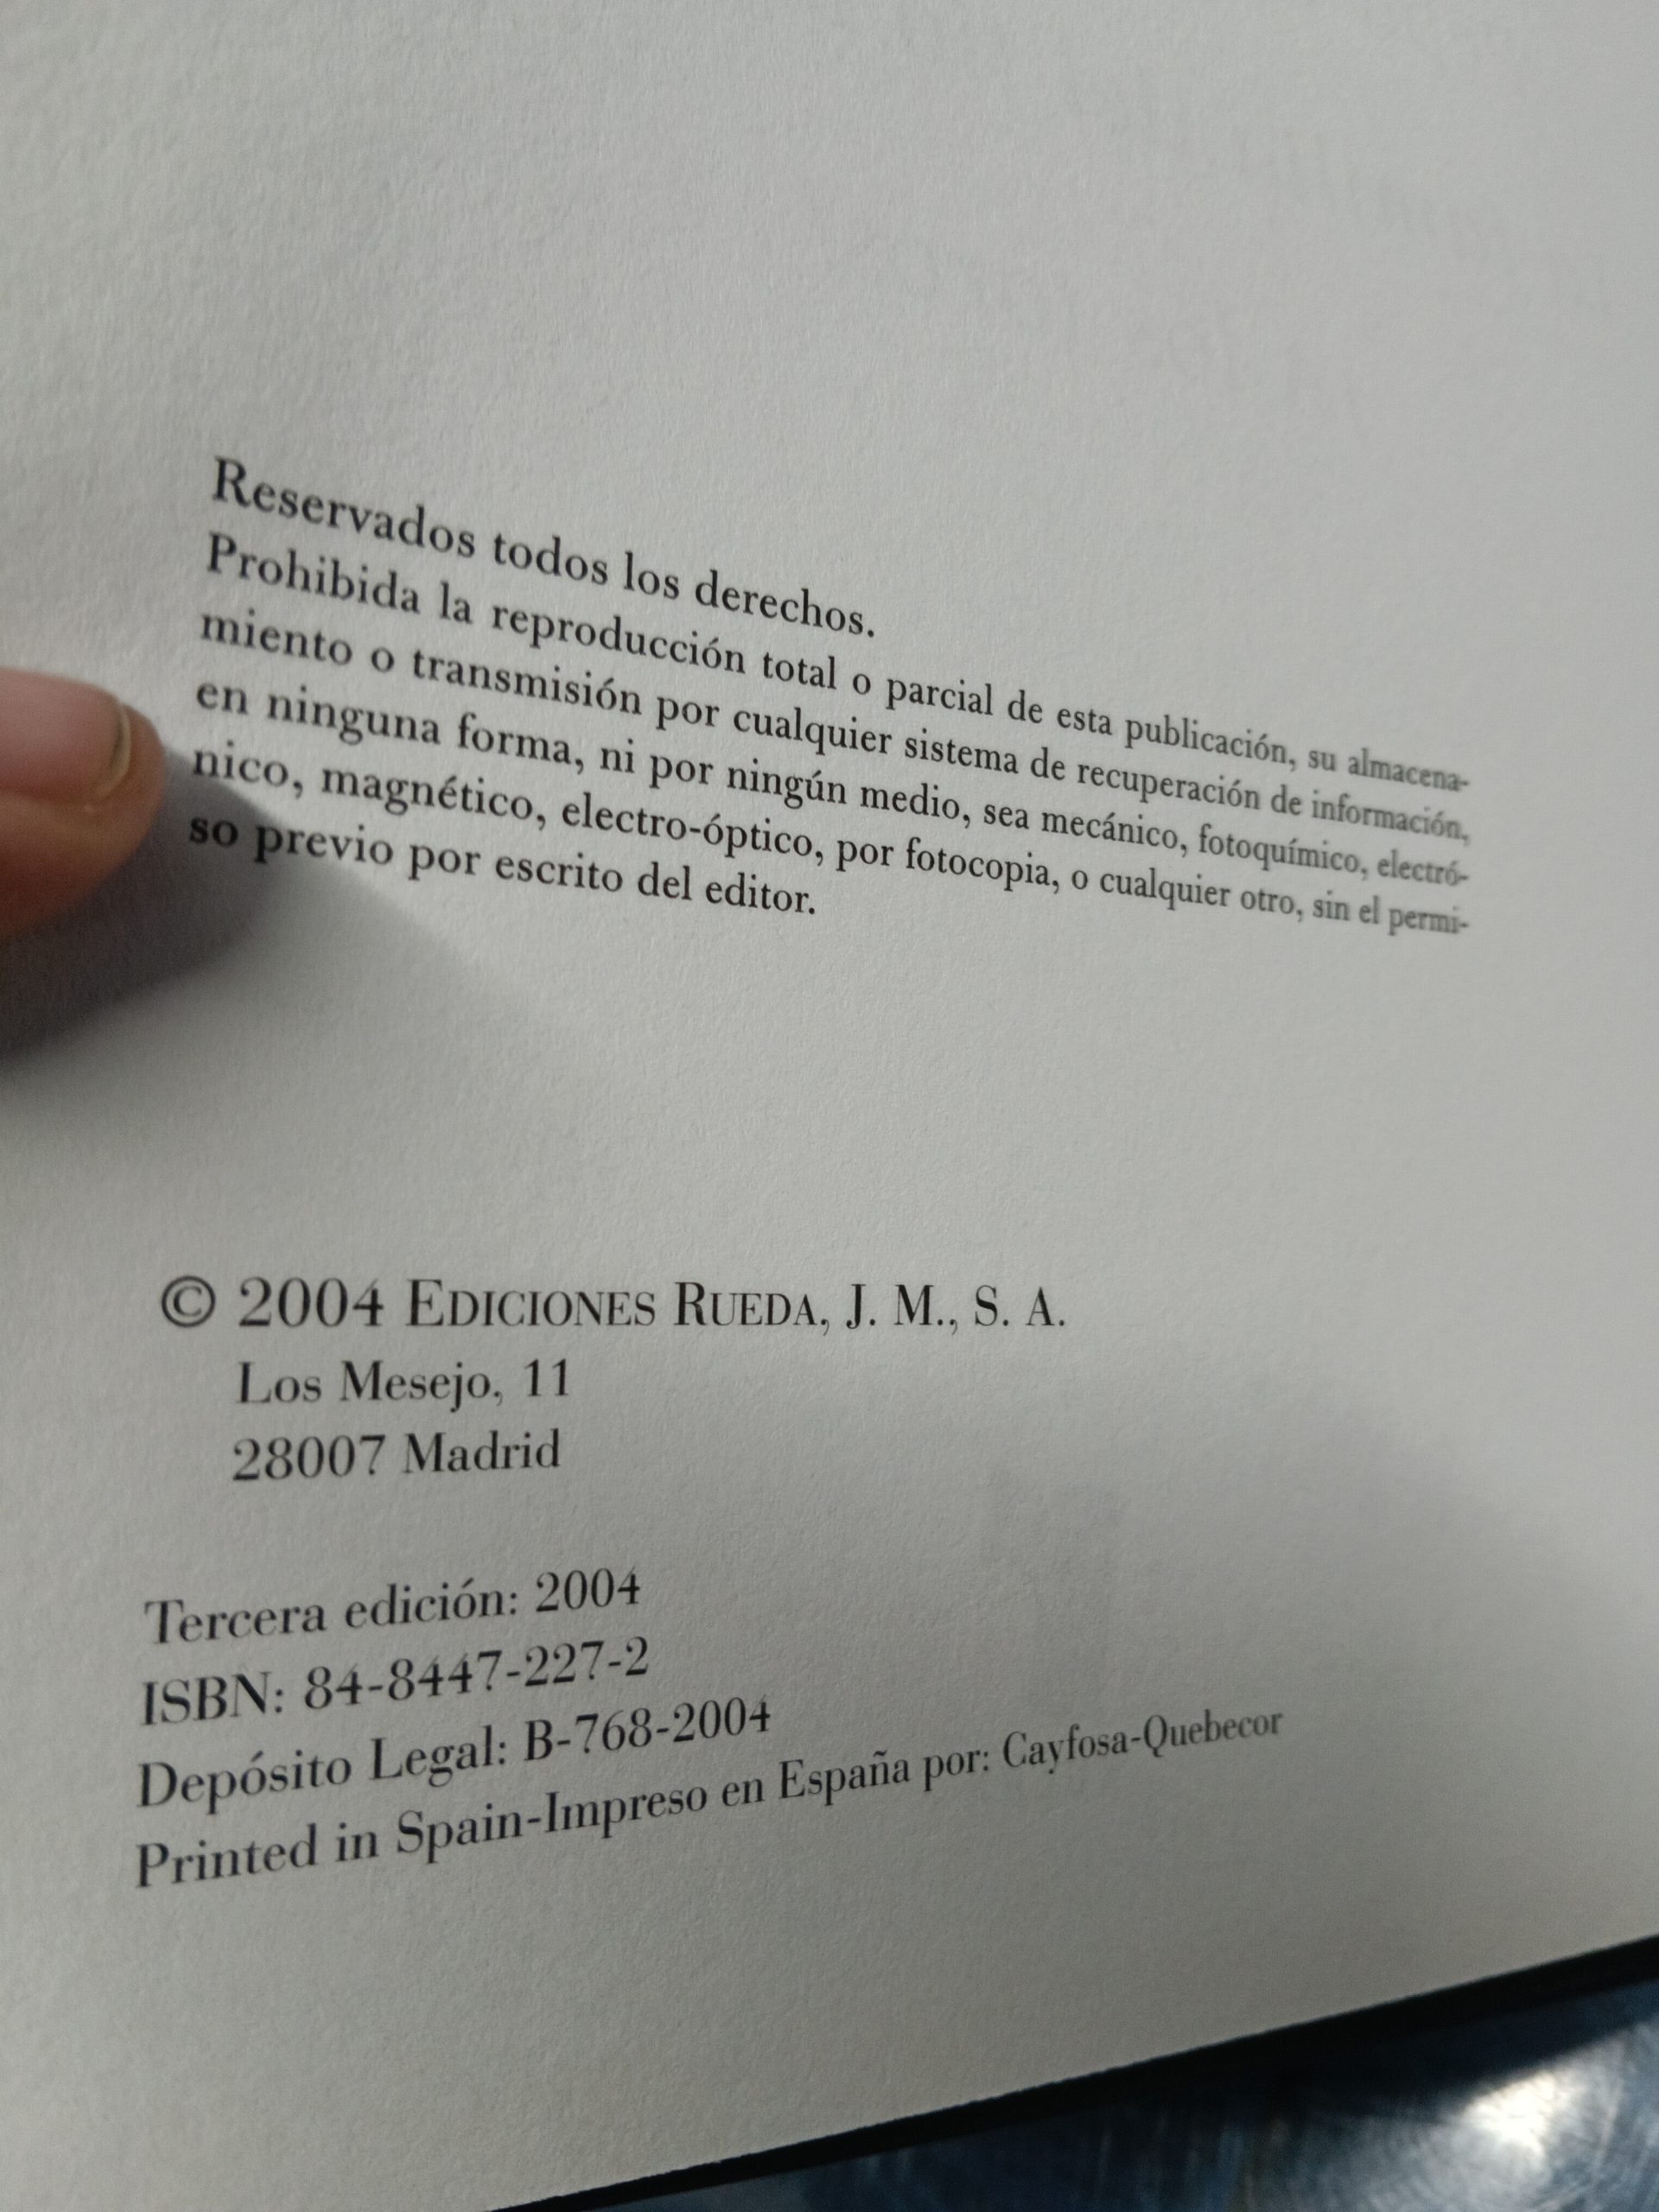 Reservados todos los derechos.
Prohibida la reproducción total o parcial de esta publicación, su almacena-
miento o transmisión por cualquier sistema de recuperación de información,
en ninguna forma, ni por ningún medio, sea mecánico, fotoquímico, electró-
nico, magnético, electro-óptico, por fotocopia, o cualquier otro, sin el permi-
so previo por escrito del editor.
© 2004 EDICIONES RUEDA, J. M., S. A.
Los Mesejo, 11
28007 Madrid
Tercera edición: 2004
ISBN: 84-8447-227-2
Depósito Legal: B-768-2004
Printed in Spain-Impreso en España por: Cayfosa-Quebecor